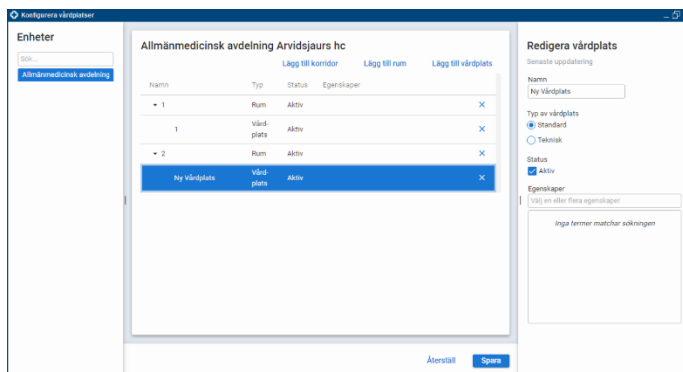 Konfigurera vårdplatser
Enheter
Sök...
Allmänmedicinsk avdelning
Allmänmedicinsk avdelning Arvidsjaurs hc
Lägg till korridor Lägg till rum Lägg till vårdplats
Namn Typ Status Egenskaper
1 Rum Aktiv
1 Vård-
plats Aktiv
2 Rum Aktiv
Ny Vårdplats Vård-
plats Aktiv
Återställ Spara
Redigera vårdplats
Senaste uppdatering
Namn
Ny Vårdplats
Typ av vårdplats
Standard
Teknisk
Status
Aktiv
Egenskaper
Välj en eller flera egenskaper
Inga termer matchar sökningen